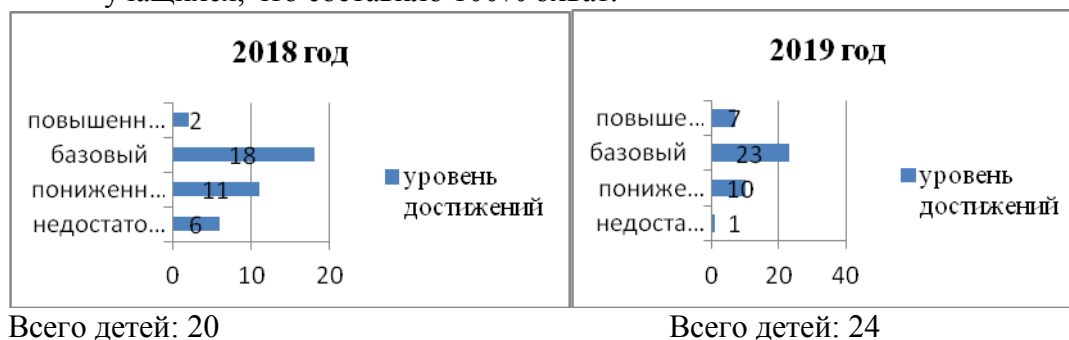 2018 год
повышенн... 2
базовый 18
пониженн... 11
недостато... 6
0 10 20
уровень
достижений
2019 год
повыше... 7
базовый 23
пониже... 10
недоста... 1
0 20 40
уровень
достижений
Всего детей: 20 Всего детей: 24